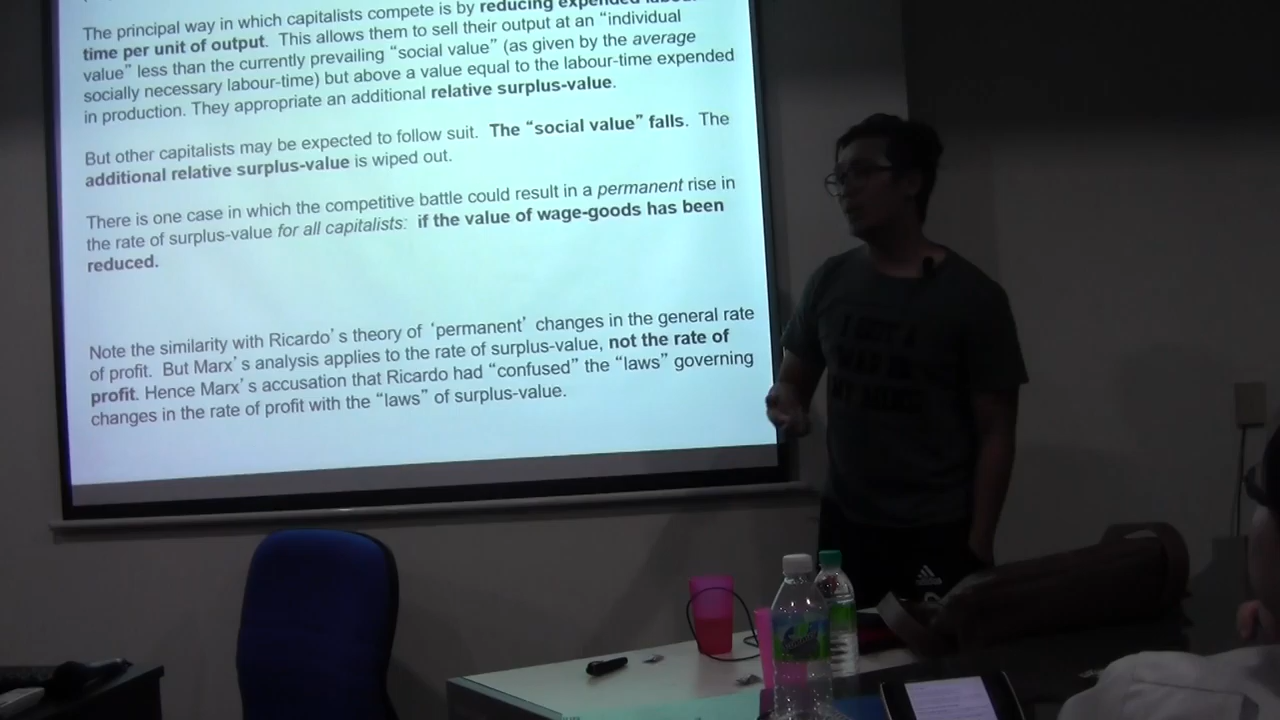 The principal way in which capitalists compete is by reducing expended labour-
time per unit of output. This allows them to sell their output at an “individual
value” less than the currently prevailing “social value” (as given by the average
socially necessary labour-time) but above a value equal to the labour-time expended
in production. They appropriate an additional relative surplus-value.
But other capitalists may be expected to follow suit. The “social value” falls. The
additional relative surplus-value is wiped out.
There is one case in which the competitive battle could result in a permanent rise in
the rate of surplus-value for all capitalists: if the value of wage-goods has been
reduced.
Note the similarity with Ricardo’s theory of ‘permanent’ changes in the general rate
of profit. But Marx’s analysis applies to the rate of surplus-value, not the rate of
profit. Hence Marx’s accusation that Ricardo had “confused” the “laws” governing
changes in the rate of profit with the “laws” of surplus-value.